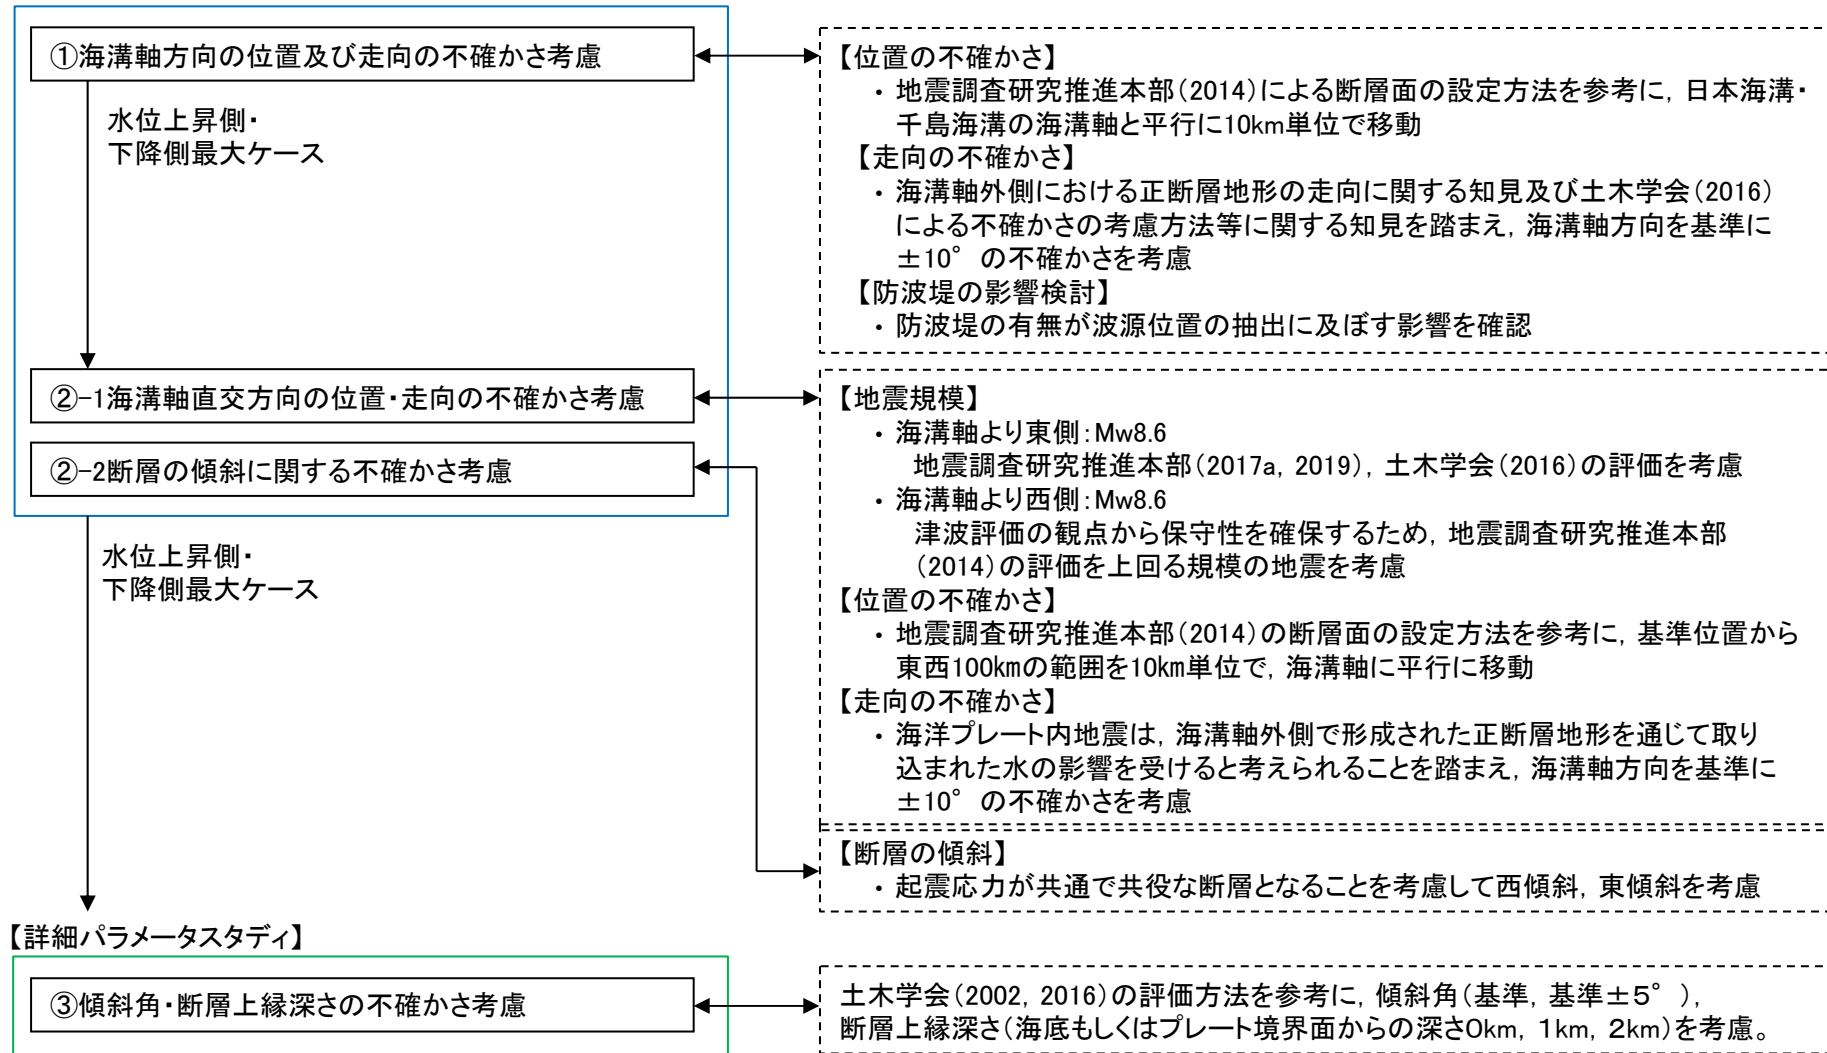 ①海溝軸方向の位置及び走向の不確かさ考慮
水位上昇側・
下降側最大ケース
【位置の不確かさ】
・地震調査研究推進本部（2014）による断層面の設定方法を参考に，日本海溝・
千島海溝の海溝軸と平行に10km単位で移動
【走向の不確かさ】
・海溝軸外側における正断層地形の走向に関する知見及び土木学会（2016）
による不確かさの考慮方法等に関する知見を踏まえ，海溝軸方向を基準に
±10°の不確かさを考慮
【防波堤の影響検討】
・防波堤の有無が波源位置の抽出に及ぼす影響を確認
②-1海溝軸直交方向の位置・走向の不確かさ考慮
②-2断層の傾斜に関する不確かさ考慮
水位上昇側・
下降側最大ケース
【地震規模】
・海溝軸より東側：Mw8.6
地震調査研究推進本部（2017a，2019），土木学会（2016）の評価を考慮
・海溝軸より西側：Mw8.6
津波評価の観点から保守性を確保するため，地震調査研究推進本部
（2014）の評価を上回る規模の地震を考慮
【位置の不確かさ】
・地震調査研究推進本部（2014）の断層面の設定方法を参考に，基準位置から
東西100㎞の範囲を10㎞単位で，海溝軸に平行に移動
【走向の不確かさ】
・海洋プレート内地震は，海溝軸外側で形成された正断層地形を通じて取り
込まれた水の影響を受けると考えられることを踏まえ，海溝軸方向を基準に
±10°の不確かさを考慮
【断層の傾斜】
・起震応力が共通で共役な断層となることを考慮して西傾斜，東傾斜を考慮
【詳細パラメータスタディ】
③傾斜角・断層上縁深さの不確かさ考慮
土木学会（2002，2016）の評価方法を参考に，傾斜角（基準，基準±５°），
断層上縁深さ（海底もしくはプレート境界面からの深さ0km，1km，2km）を考慮。